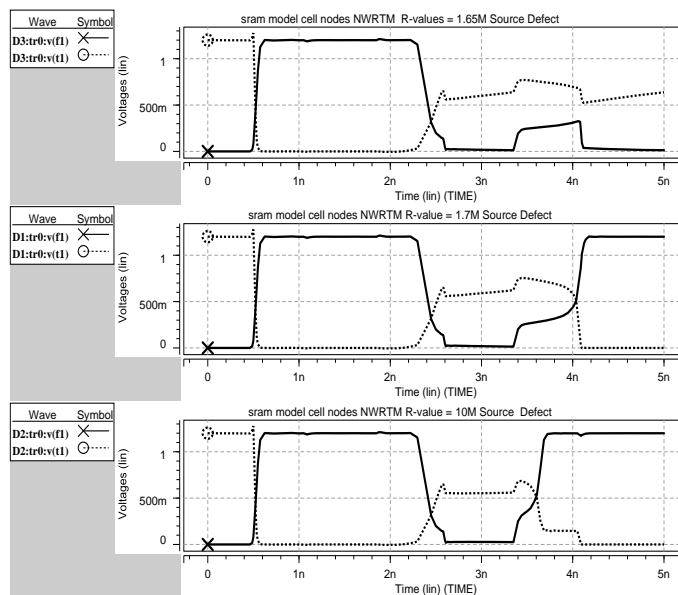 sram model cell nodes NWRTM  R-values = 1.65M Source Defect
Wave Symbol
D3:tr0:v(f1)
D3:tr0:v(t1)
Voltages (lin)
1
500m
0
0 1n 2n 3n 4n 5n
Time (lin) (TIME)
sram model cell nodes NWRTM R-value = 1.7M Source Defect
Wave Symbol
D1:tr0:v(f1)
D1:tr0:v(t1)
Voltages (lin)
1
500m
0
0 1n 2n 3n 4n 5n
Time (lin) (TIME)
sram model cell nodes NWRTM R-value = 10M Source  Defect
Wave Symbol
D2:tr0:v(f1)
D2:tr0:v(t1)
Voltages (lin)
1
500m
0
0 1n 2n 3n 4n 5n
Time (lin) (TIME)